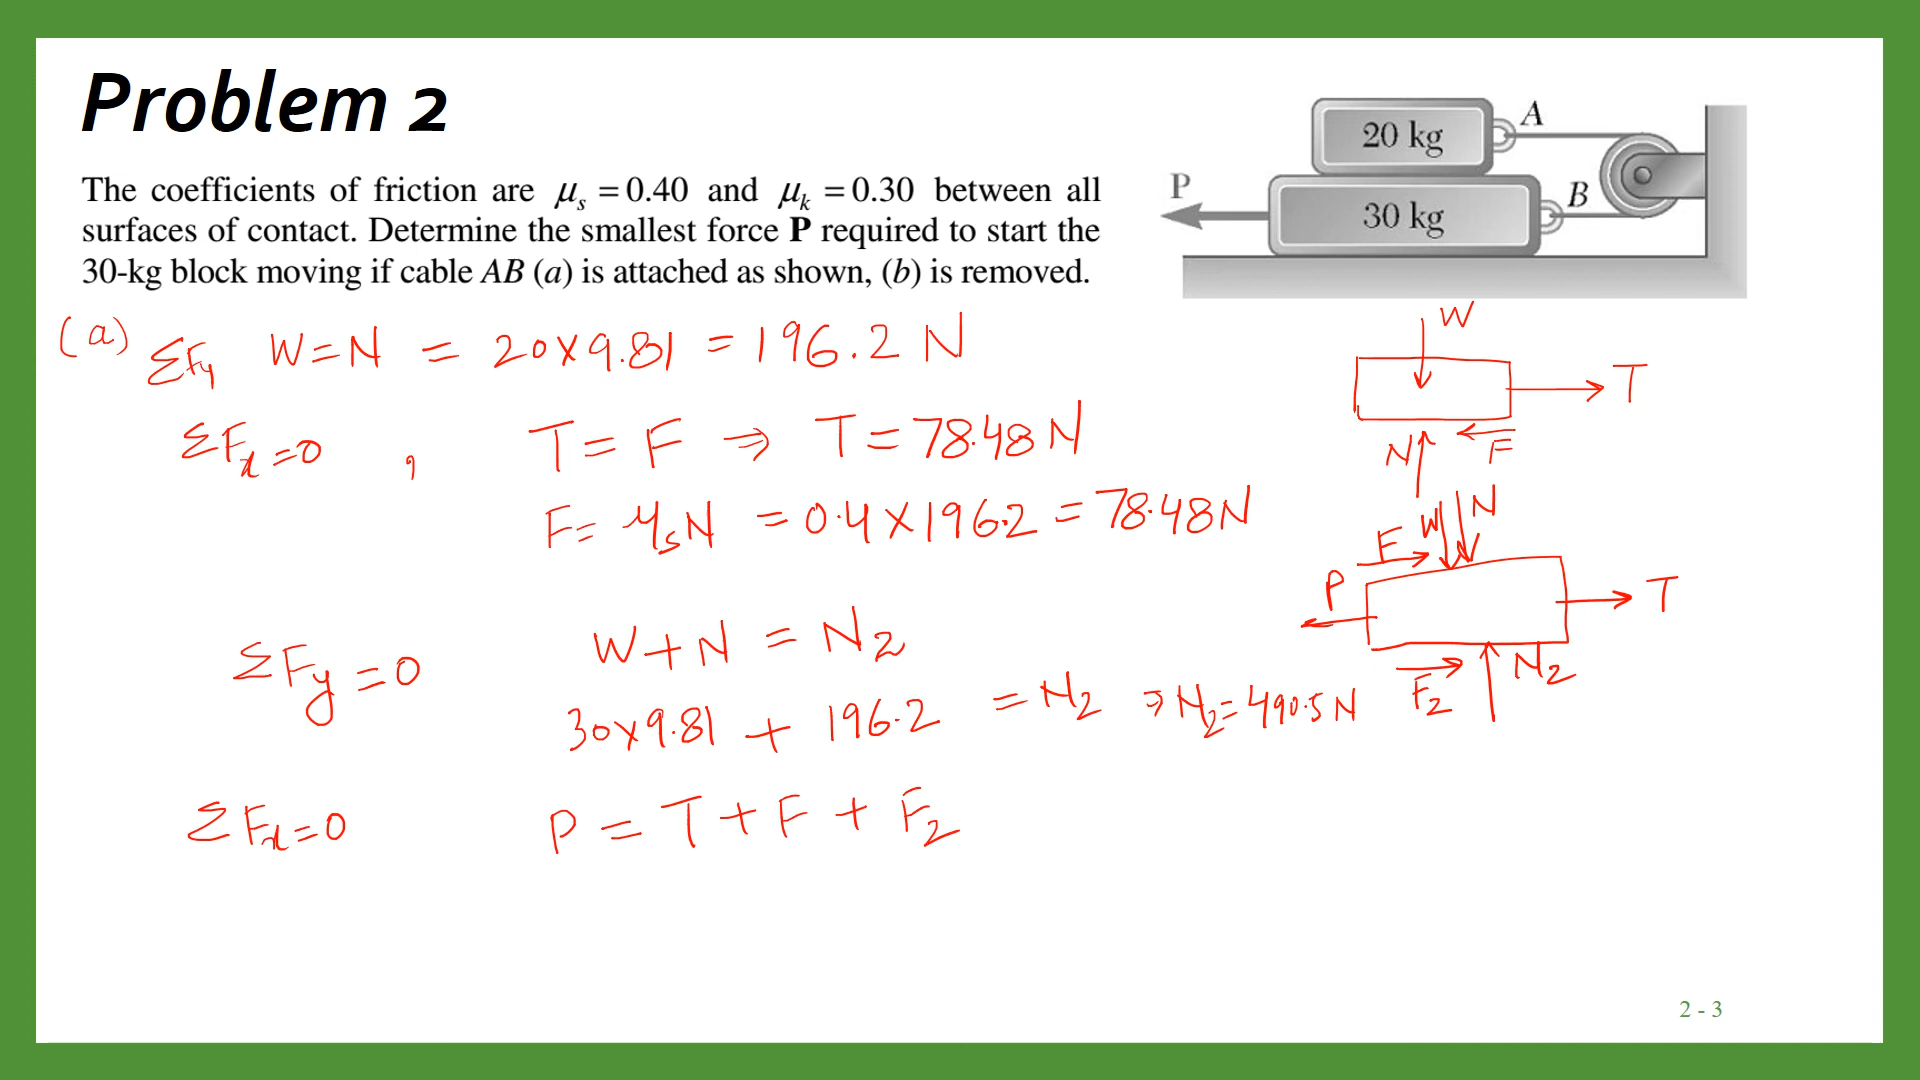 Problem 2
The coefficients of friction are μs = 0.40 and μk = 0.30 between all
surfaces of contact. Determine the smallest force P required to start the
30-kg block moving if cable AB (a) is attached as shown, (b) is removed.
20 kg
A
P
30 kg
B
(a) ΣFy W=N = 20×9.81 = 196.2 N
ΣFx=0 , T = F ⇒ T = 78.48 N
F = μsN = 0.4 × 196.2 = 78.48 N
ΣFy = 0 W + N = N2
30×9.81 + 196.2 = N2 ⇒ N2 = 490.5 N
ΣFx=0 P = T + F + F2
W
T
N F
F W N
P T
F2 N2
2 - 3